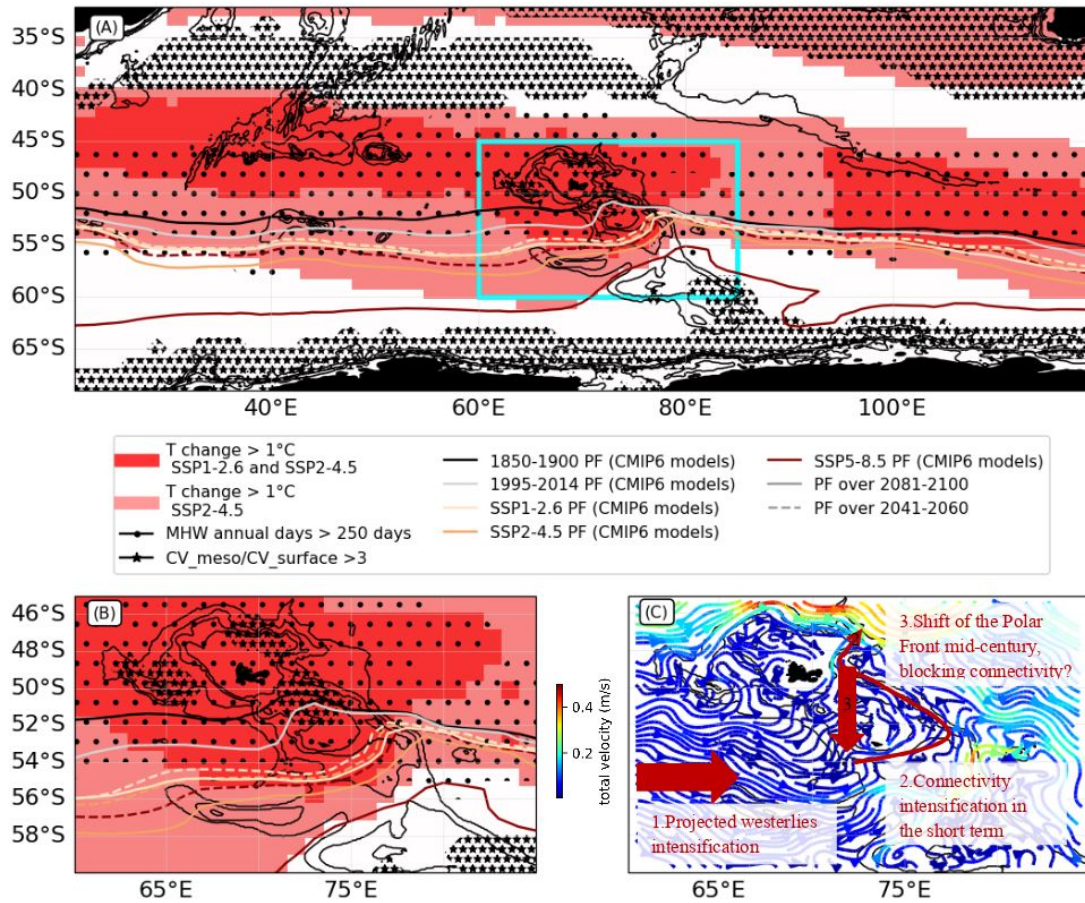 (A)
35°S
40°S
45°S
50°S
55°S
60°S
65°S
40°E
60°E
80°E
100°E
T change > 1°C
SSP1-2.6 and SSP2-4.5
T change > 1°C
SSP2-4.5
MHW annual days > 250 days
CV_meso/CV_surface >3
1850-1900 PF (CMIP6 models)
1995-2014 PF (CMIP6 models)
SSP1-2.6 PF (CMIP6 models)
SSP2-4.5 PF (CMIP6 models)
SSP5-8.5 PF (CMIP6 models)
PF over 2081-2100
PF over 2041-2060
(B)
46°S
48°S
50°S
52°S
54°S
56°S
58°S
65°E
75°E
0.4
0.2
total velocity (m/s)
(C)
3.Shift of the Polar
Front mid-century,
blocking connectivity?
3
2.Connectivity
intensification in
the short term
1.Projected westerlies
intensification
65°E
75°E